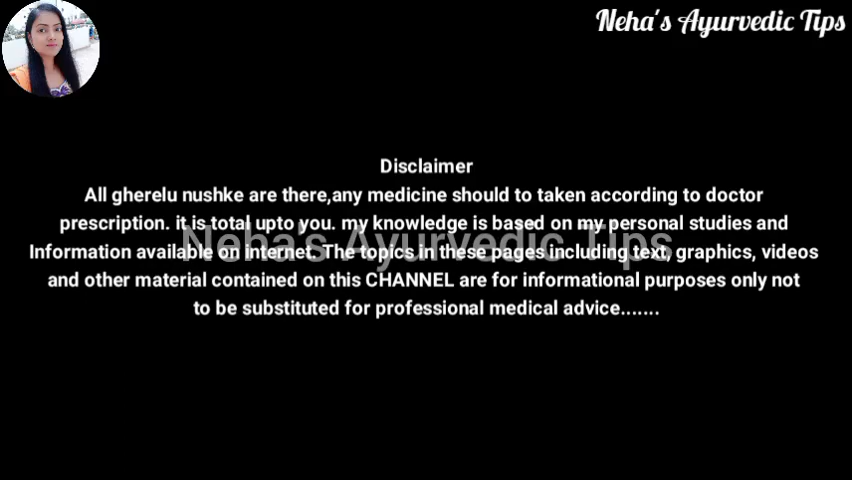 Neha's Ayurvedic Tips
Disclaimer
All gherelu nushke are there,any medicine should to taken according to doctor
prescription. it is total upto you. my knowledge is based on my personal studies and
Neha's Ayurvedic Tips
Information available on internet. The topics in these pages including text, graphics, videos
and other material contained on this CHANNEL are for informational purposes only not
to be substituted for professional medical advice.......